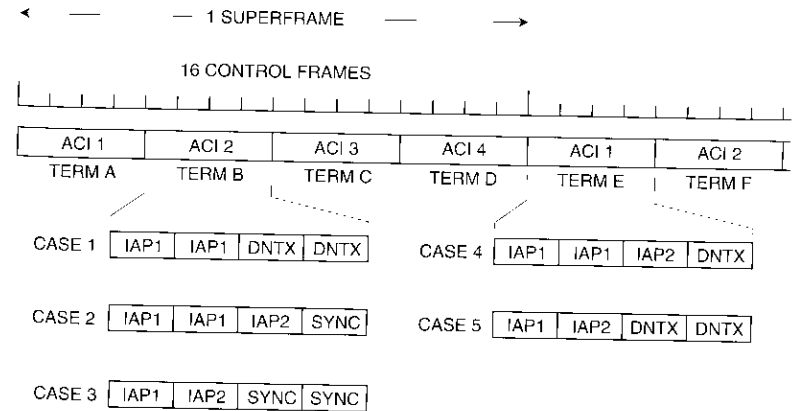 1 SUPERFRAME
16 CONTROL FRAMES
ACI 1 ACI 2 ACI 3 ACI 4 ACI 1 ACI 2
TERM A TERM B TERM C TERM D TERM E TERM F
CASE 1 IAP1 IAP1 DNTX DNTX
CASE 4 IAP1 IAP1 IAP2 DNTX
CASE 2 IAP1 IAP1 IAP2 SYNC
CASE 5 IAP1 IAP2 DNTX DNTX
CASE 3 IAP1 IAP2 SYNC SYNC